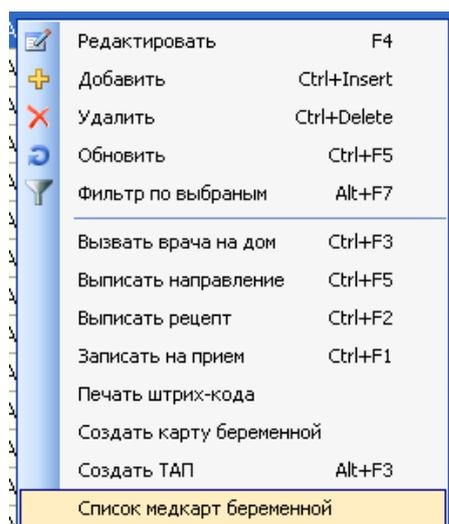 Редактировать F4
Добавить Ctrl+Insert
Удалить Ctrl+Delete
Обновить Ctrl+F5
Фильтр по выбраным Alt+F7
Вызвать врача на дом Ctrl+F3
Выписать направление Ctrl+F5
Выписать рецепт Ctrl+F2
Записать на прием Ctrl+F1
Печать штрих-кода
Создать карту беременной
Создать ТАП Alt+F3
Список медкарт беременной